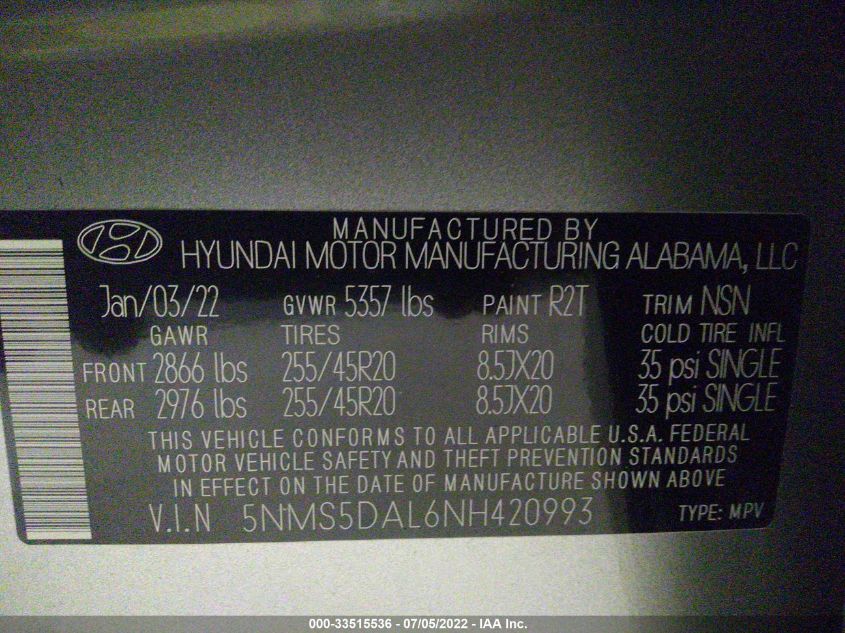 MANUFACTURED BY
HYUNDAI MOTOR MANUFACTURING ALABAMA, LLC
Jan/03/22 GVWR 5357 lbs PAINT R2T TRIM NSN
GAWR TIRES RIMS COLD TIRE INFL
FRONT 2866 lbs 255/45R20 8.5JX20 35 psi SINGLE
REAR 2976 lbs 255/45R20 8.5JX20 35 psi SINGLE
THIS VEHICLE CONFORMS TO ALL APPLICABLE U.S.A. FEDERAL
MOTOR VEHICLE SAFETY AND THEFT PREVENTION STANDARDS
IN EFFECT ON THE DATE OF MANUFACTURE SHOWN ABOVE
V.I.N 5NMS5DAL6NH420993 TYPE: MPV
000-33515536 - 07/05/2022 - IAA Inc.